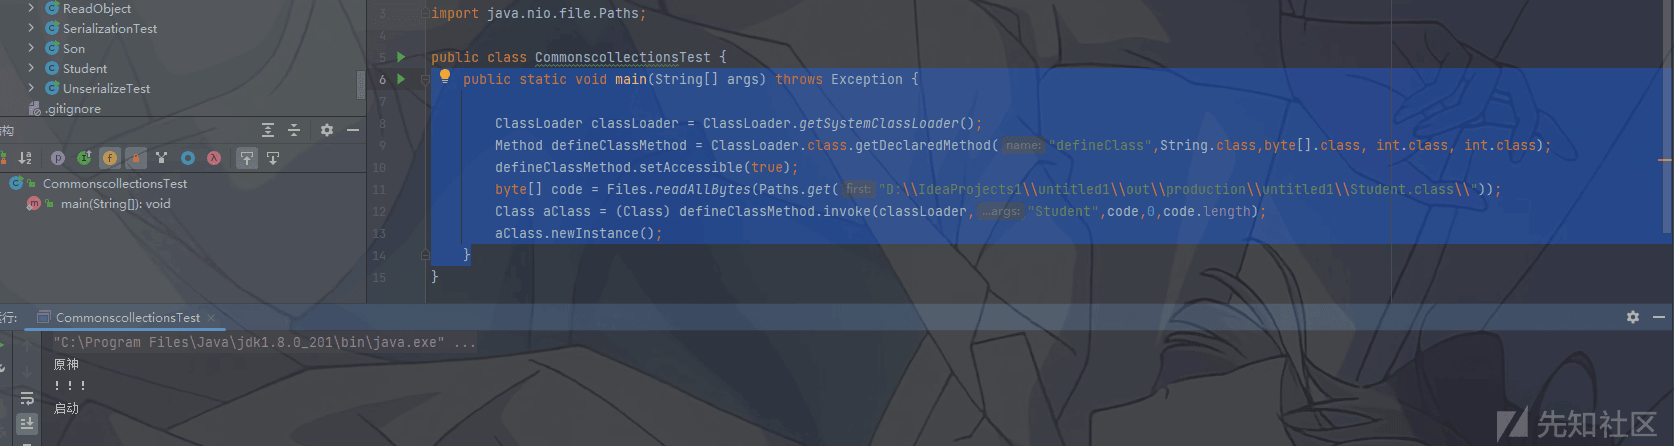 ReadObject
SerializationTest
Son
Student
UnserializeTest
.gitignore
构
CommonscollectionsTest
main(String[]): void
3 import java.nio.file.Paths;
4
5 public class CommonscollectionsTest {
6 public static void main(String[] args) throws Exception {
7
8 ClassLoader classLoader = ClassLoader.getSystemClassLoader();
9 Method defineClassMethod = ClassLoader.class.getDeclaredMethod( name: "defineClass",String.class,byte[].class, int.class, int.class);
10 defineClassMethod.setAccessible(true);
11 byte[] code = Files.readAllBytes(Paths.get( first: "D:\\IdeaProjects1\\untitled1\\out\\production\\untitled1\\Student.class\\"));
12 Class aClass = (Class) defineClassMethod.invoke(classLoader, ...args: "Student",code,0,code.length);
13 aClass.newInstance();
14 }
15 }
行: CommonscollectionsTest ×
"C:\Program Files\Java\jdk1.8.0_201\bin\java.exe" ...
原神
！！！
启动
先知社区